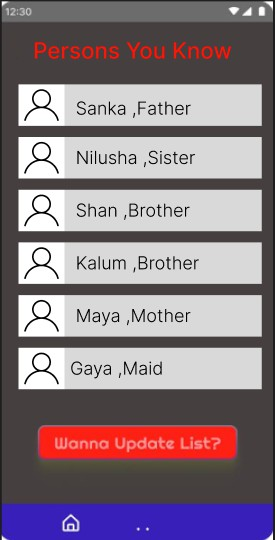 12:30
Persons You Know
Sanka ,Father
Nilusha ,Sister
Shan ,Brother
Kalum ,Brother
Maya ,Mother
Gaya ,Maid
Wanna Update List?
. .